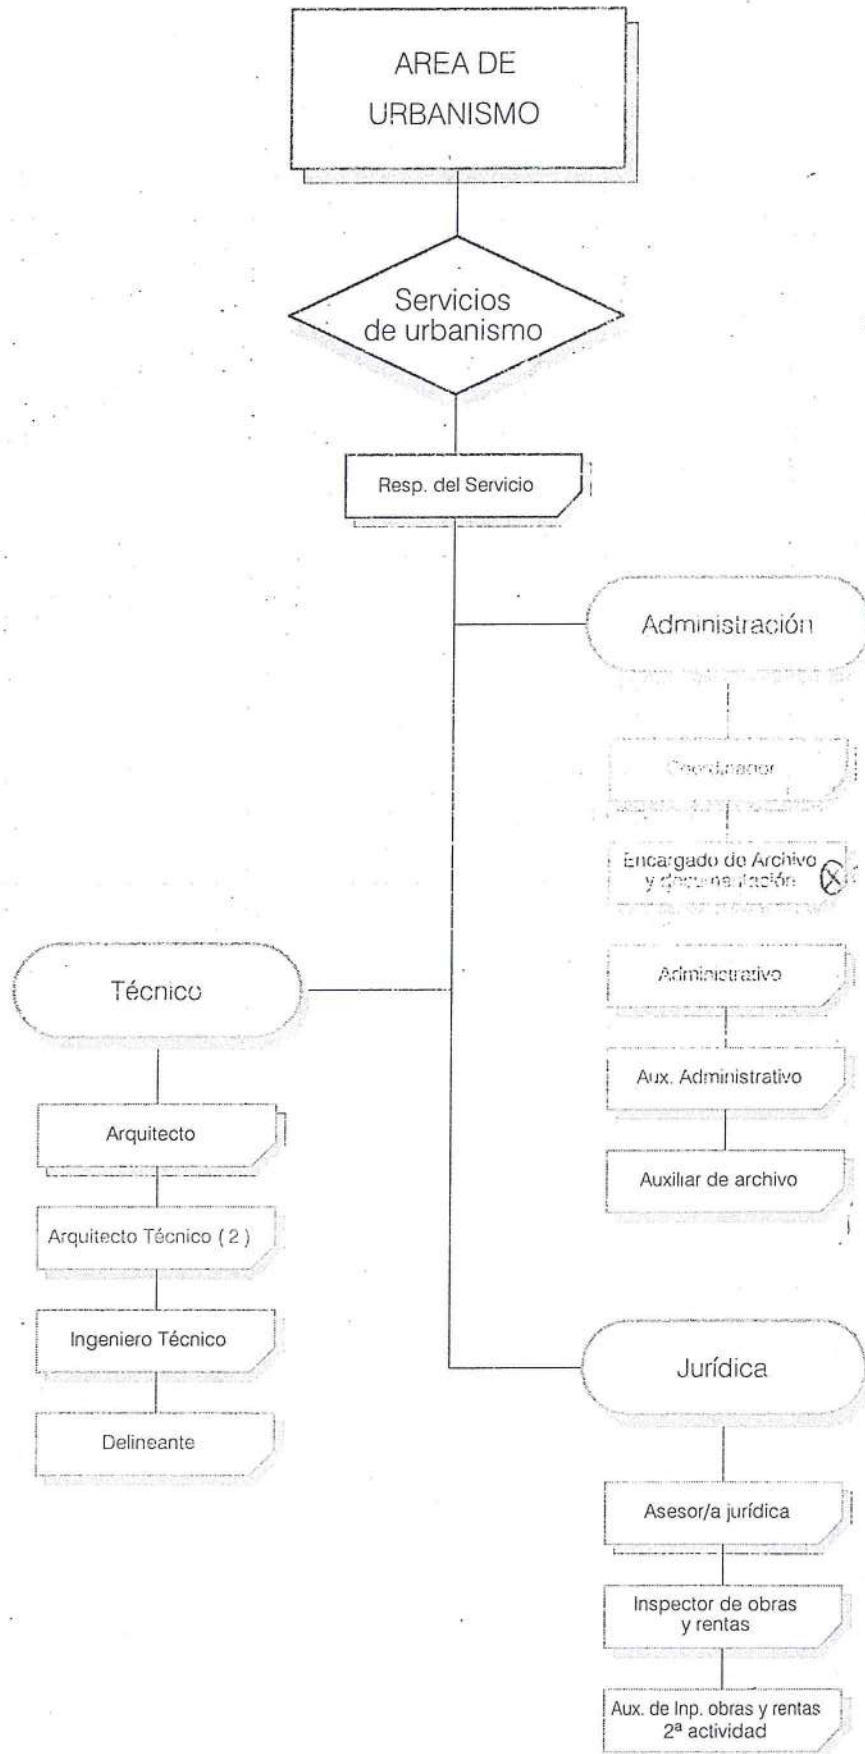 AREA DE
URBANISMO
Servicios
de urbanismo
Resp. del Servicio
Administración
Coordinador
Encargado de Archivo
y documentación
Administrativo
Aux. Administrativo
Auxiliar de archivo
Técnico
Arquitecto
Arquitecto Técnico ( 2 )
Ingeniero Técnico
Delineante
Jurídica
Asesor/a jurídica
Inspector de obras
y rentas
Aux. de Inp. obras y rentas
2ª actividad